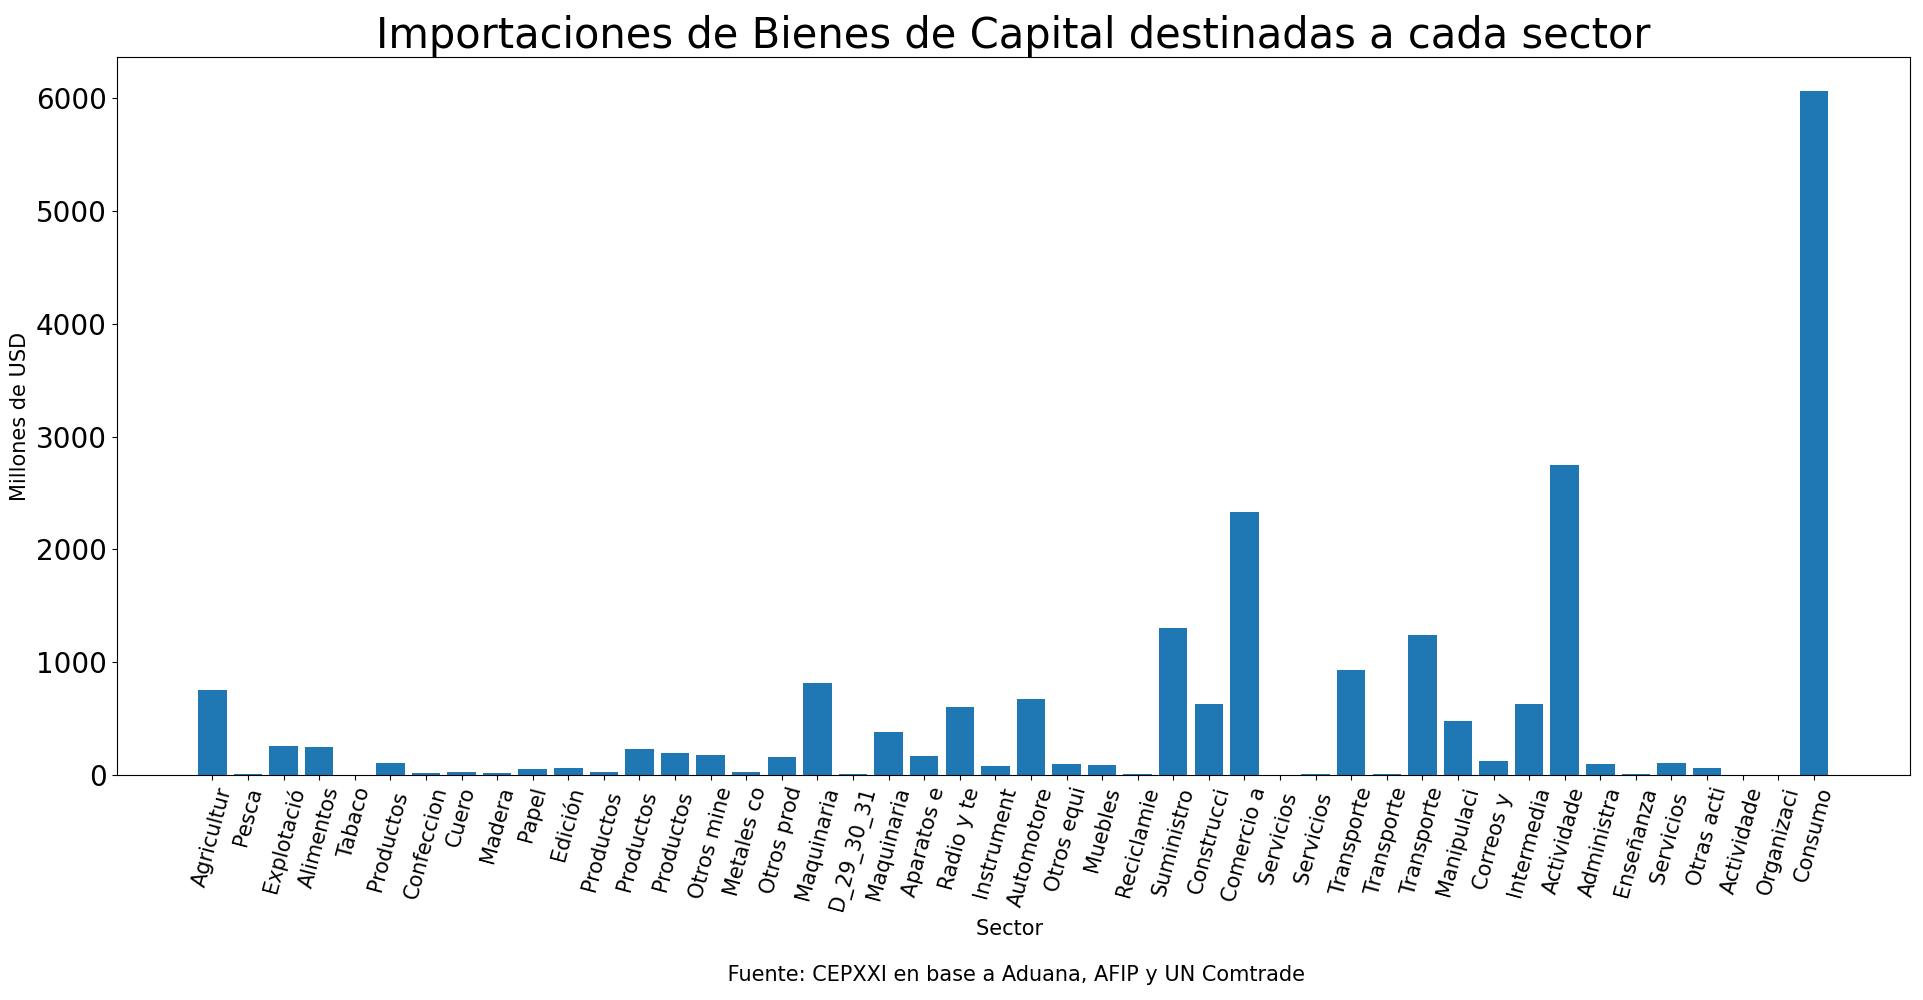 Importaciones de Bienes de Capital destinadas a cada sector
6000
5000
4000
3000
2000
1000
0
Millones de USD
Agricultur
Pesca
Explotació
Alimentos
Tabaco
Productos
Confeccion
Cuero
Madera
Papel
Edición
Productos
Productos
Productos
Otros mine
Metales co
Otros prod
Maquinaria
D_29_30_31
Maquinaria
Aparatos e
Radio y te
Instrument
Automotore
Otros equi
Muebles
Reciclamie
Suministro
Construcci
Comercio a
Servicios
Servicios
Transporte
Transporte
Transporte
Manipulaci
Correos y
Intermedia
Actividade
Administra
Enseñanza
Servicios
Otras acti
Actividade
Organizaci
Consumo
Sector
Fuente: CEPXXI en base a Aduana, AFIP y UN Comtrade